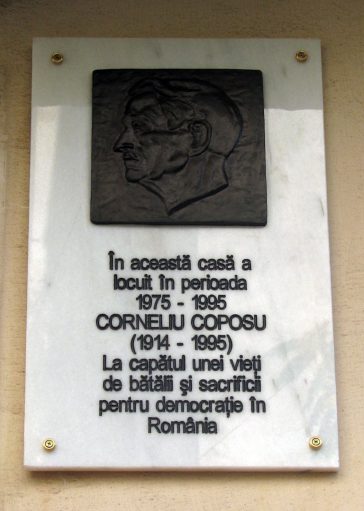 În această casă a
locuit în perioada
1975 - 1995
CORNELIU COPOSU
(1914 - 1995)
La capătul unei vieţi
de bătălii şi sacrificii
pentru democraţie în
România